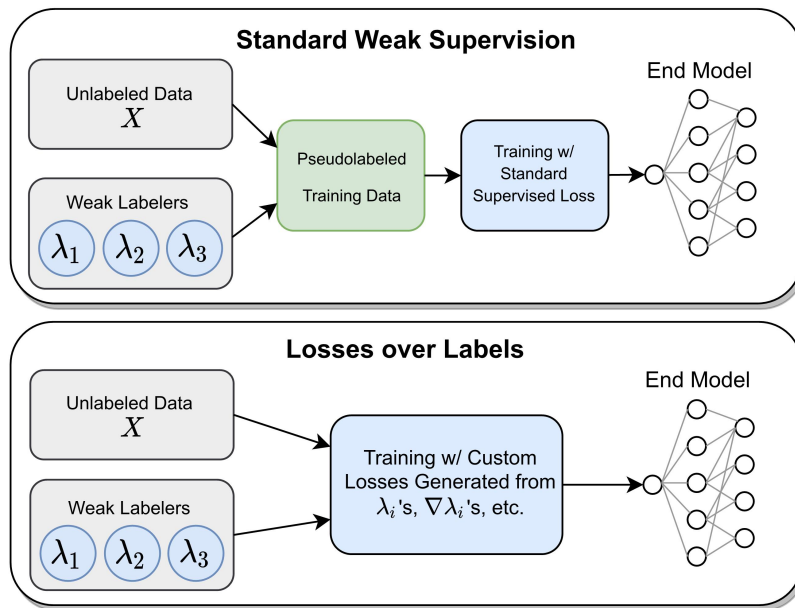 Standard Weak Supervision
Unlabeled Data
X
Weak Labelers
λ1 λ2 λ3
Pseudolabeled
Training Data
Training w/
Standard
Supervised Loss
End Model
Losses over Labels
Unlabeled Data
X
Weak Labelers
λ1 λ2 λ3
Training w/ Custom
Losses Generated from
λi's, ∇λi's, etc.
End Model